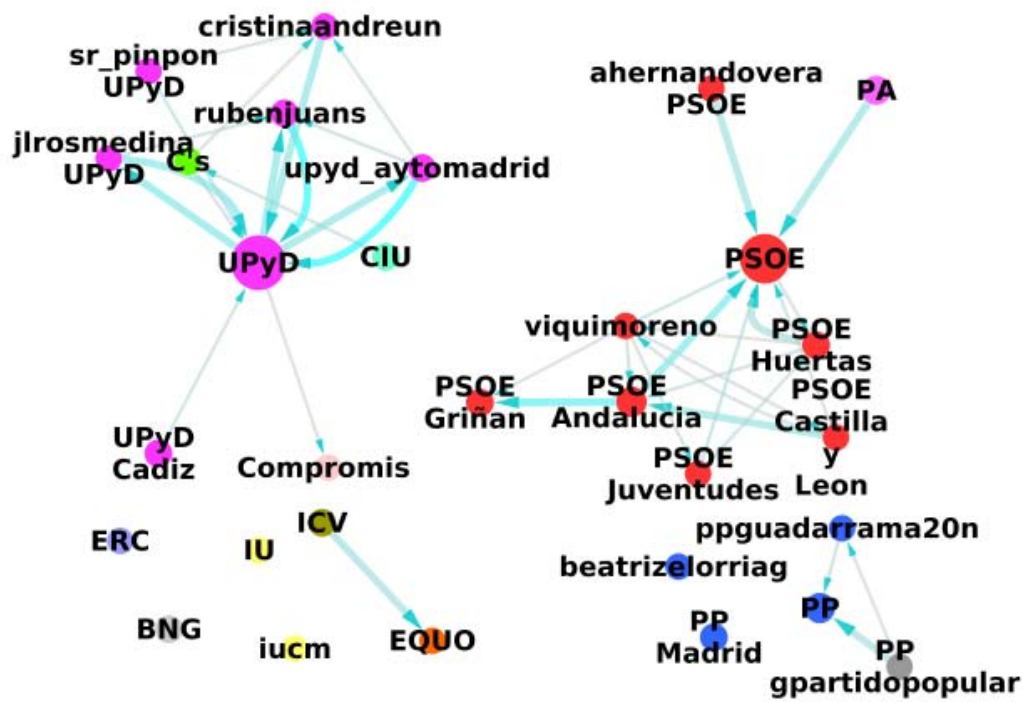 cristinaandreun
sr_pinpon
UPyD
rubenjuans
jlrosmedina
UPyD
C's
upyd_aytomadrid
UPyD
CIU
UPyD
Cadiz
Compromis
ICV
ERC
IU
BNG
iucm
EQUO
ahernandovera
PSOE
PA
PSOE
viquimoreno
PSOE
Huertas
PSOE
Griñan
PSOE
Andalucia
PSOE
Castilla
y
Leon
PSOE
Juventudes
ppguadarrama20n
beatrizelorriag
PP
PP
Madrid
PP
gpartidopopular